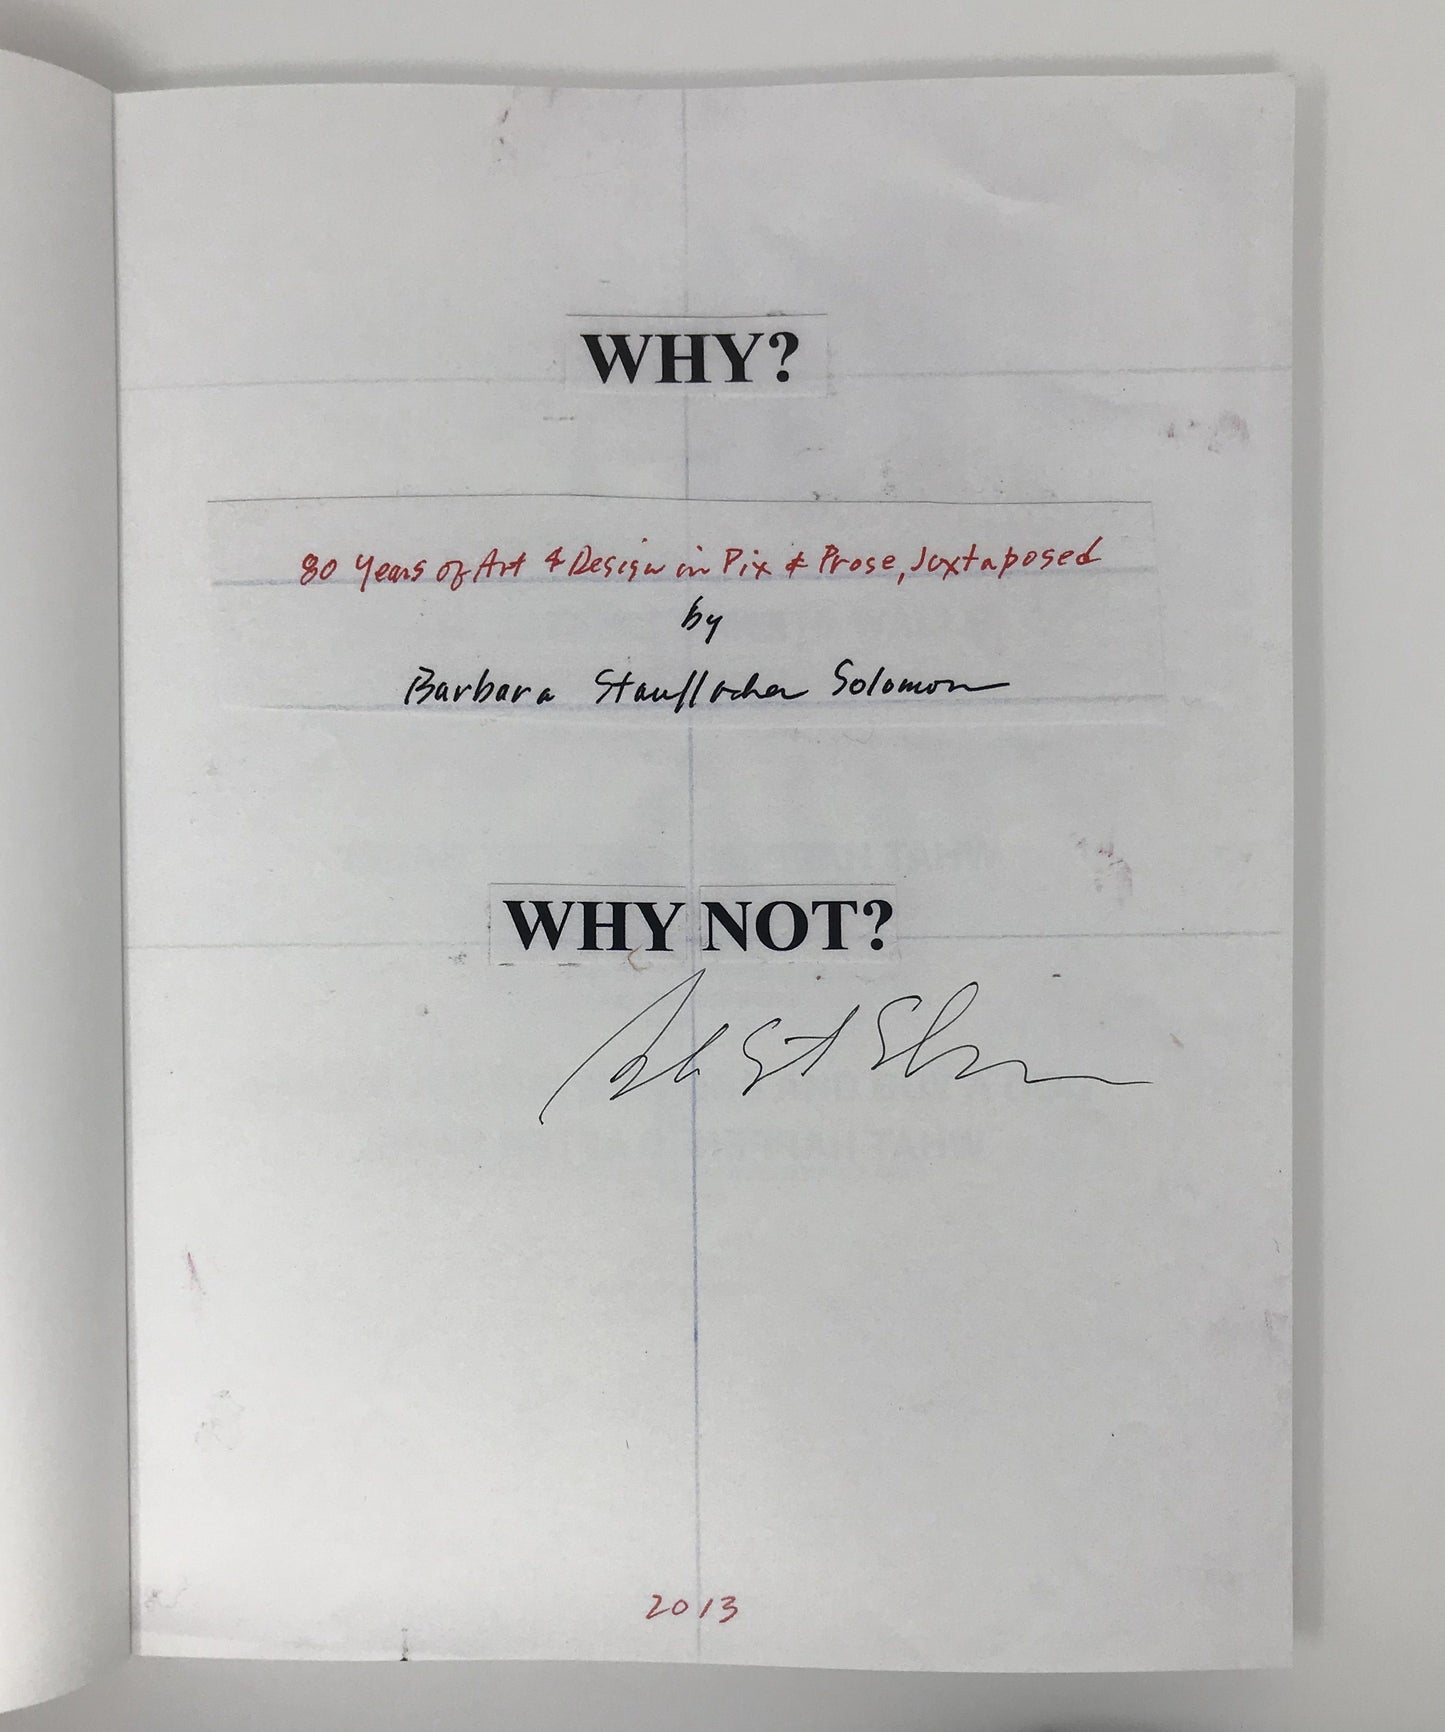 WHY?
80 Years of Art & Design in Pix & Prose, Juxtaposed
by
Barbara Stauffacher Solomon
WHY NOT?
2013